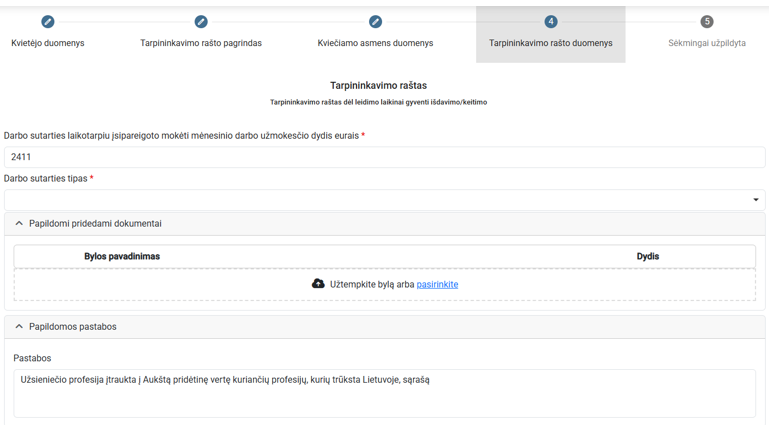 Kvietėjo duomenys
Tarpininkavimo rašto pagrindas
Kviečiamo asmens duomenys
4
Tarpininkavimo rašto duomenys
5
Sėkmingai užpildyta
Tarpininkavimo raštas
Tarpininkavimo raštas dėl leidimo laikinai gyventi išdavimo/keitimo
Darbo sutarties laikotarpiu įsipareigoto mokėti mėnesinio darbo užmokesčio dydis eurais *
2411
Darbo sutarties tipas *
Papildomi pridedami dokumentai
Bylos pavadinimas Dydis
Užtempkite bylą arba pasirinkite
Papildomos pastabos
Pastabos
Užsieniečio profesija įtraukta į Aukštą pridėtinę vertę kuriančių profesijų, kurių trūksta Lietuvoje, sąrašą